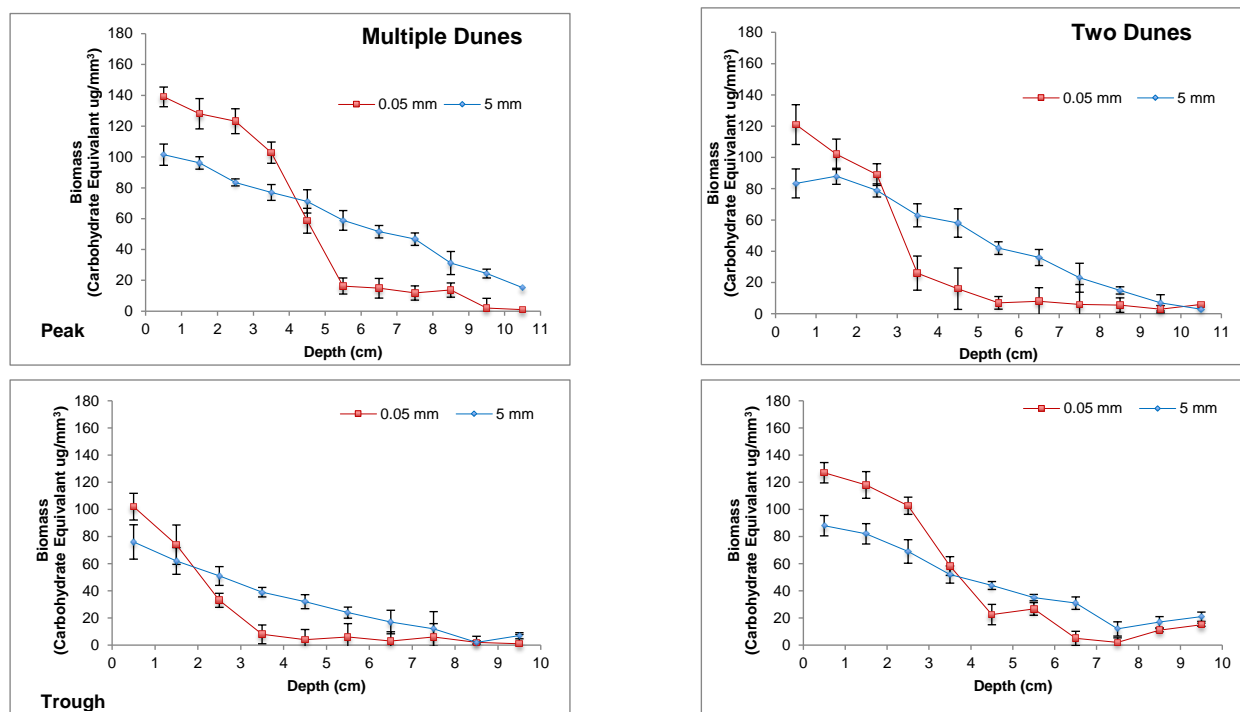 Multiple Dunes
180
160
140
120
100
80
60
40
20
0
Biomass
(Carbohydrate Equivalant ug/mm³)
0.05 mm
5 mm
0 1 2 3 4 5 6 7 8 9 10 11
Depth (cm)
Peak
Two Dunes
180
160
140
120
100
80
60
40
20
0
Biomass
(Carbohydrate Equivalant ug/mm³)
0.05 mm
5 mm
0 1 2 3 4 5 6 7 8 9 10 11
Depth (cm)
180
160
140
120
100
80
60
40
20
0
Biomass
(Carbohydrate Equivalant ug/mm³)
0.05 mm
5 mm
0 1 2 3 4 5 6 7 8 9 10
Depth (cm)
Trough
180
160
140
120
100
80
60
40
20
0
Biomass
(Carbohydrate Equivalant ug/mm³)
0.05 mm
5 mm
0 1 2 3 4 5 6 7 8 9 10
Depth (cm)